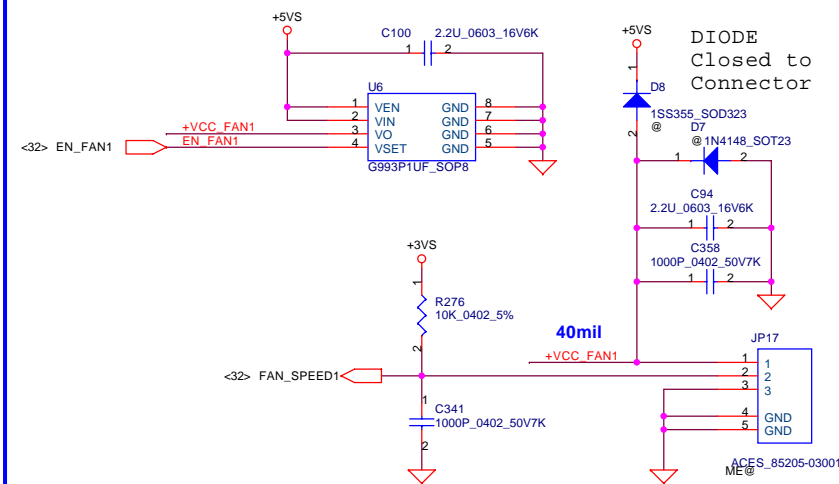 +5VS
C100 2.2U_0603_16V6K
1 2
U6
1 VEN GND 8
2 VIN GND 7
3 VO GND 6
4 VSET GND 5
G993P1UF_SOP8
+VCC_FAN1
<32> EN_FAN1 EN_FAN1
+5VS
DIODE
Closed to
Connector
1
D8
1SS355_SOD323
@
2
D7
@ 1N4148_SOT23
1 2
C94
2.2U_0603_16V6K
1 2
C358
1000P_0402_50V7K
1 2
+3VS
1
R276
10K_0402_5%
2
40mil
+VCC_FAN1
<32> FAN_SPEED1
1
C341
1000P_0402_50V7K
2
JP17
1 1
2 2
3 3
4 GND
5 GND
ACES_85205-03001
ME@